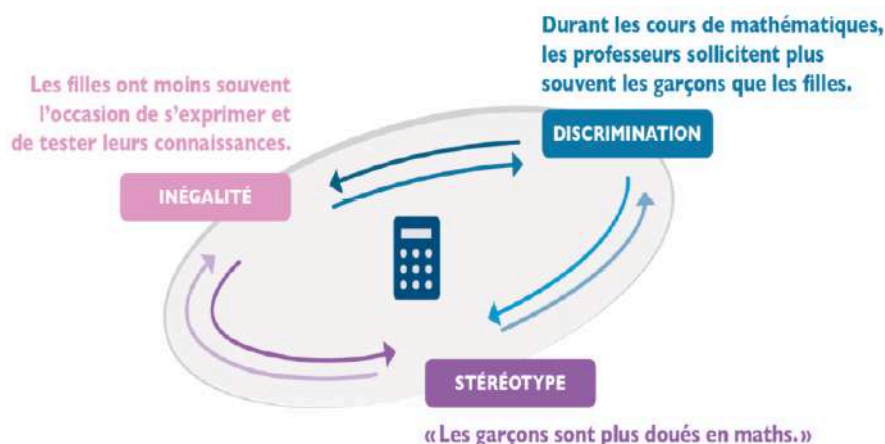 Durant les cours de mathématiques,
les professeurs sollicitent plus
souvent les garçons que les filles.
DISCRIMINATION
Les filles ont moins souvent
l'occasion de s'exprimer et
de tester leurs connaissances.
INÉGALITÉ
STÉRÉOTYPE
«Les garçons sont plus doués en maths.»